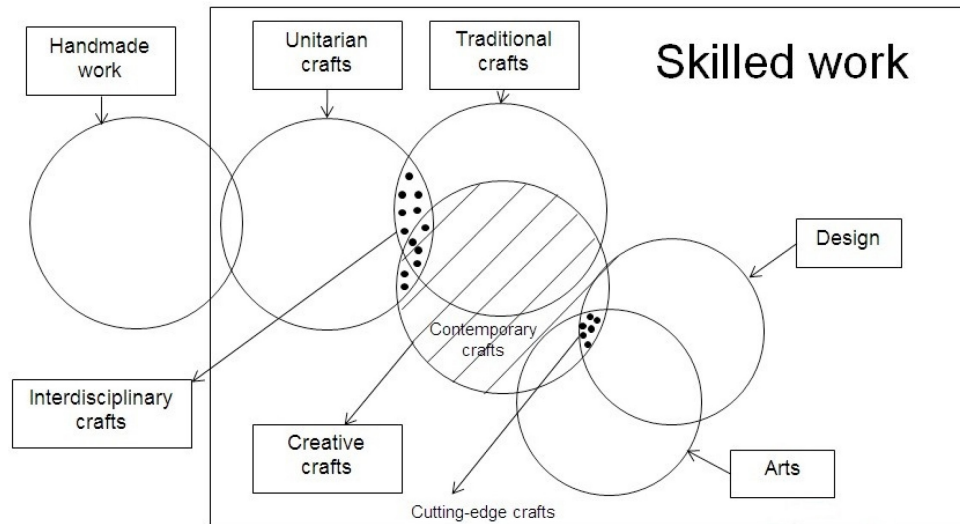 Handmade
work
Unitarian
crafts
Traditional
crafts
Skilled work
Design
Contemporary
crafts
Interdisciplinary
crafts
Creative
crafts
Arts
Cutting-edge crafts